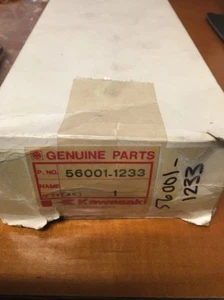 GENUINE PARTS
P. NO. 56001-1233
NAME
1
Kawasaki
56001-
1233